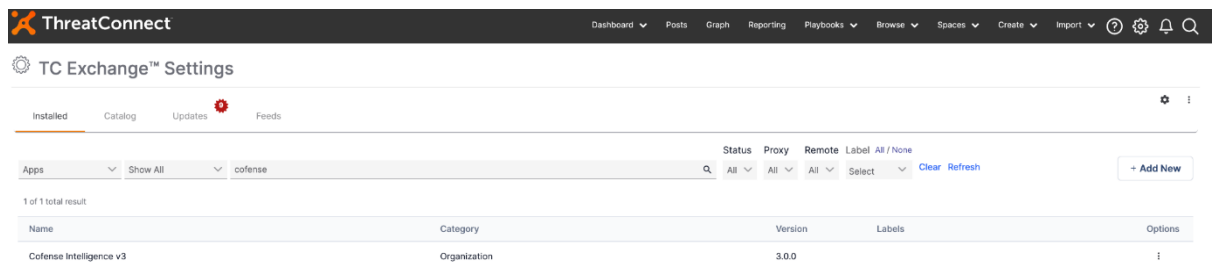 ThreatConnect Dashboard Posts Graph Reporting Playbooks Browse Spaces Create Import
TC Exchange™ Settings
Installed Catalog Updates 9 Feeds
Status Proxy Remote Label All / None
Apps Show All cofense All All All Select Clear Refresh + Add New
1 of 1 total result
Name Category Version Labels Options
Cofense Intelligence v3 Organization 3.0.0